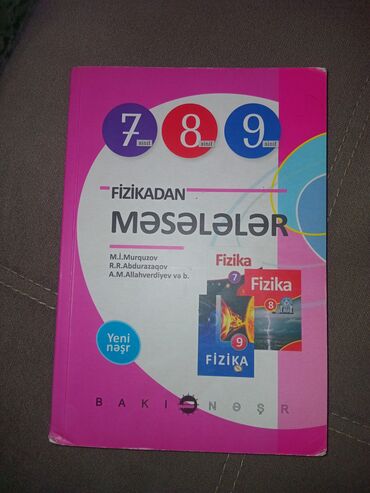 7 8 9
sinif sinif sinif
FİZİKADAN
MƏSƏLƏLƏR
M.İ.Murquzov
R.R.Abdurazaqov
A.M.Allahverdiyev və b.
Fizika
7
Fizika
8
9
FİZİKA
Yeni
nəşr
BAKI NƏŞR